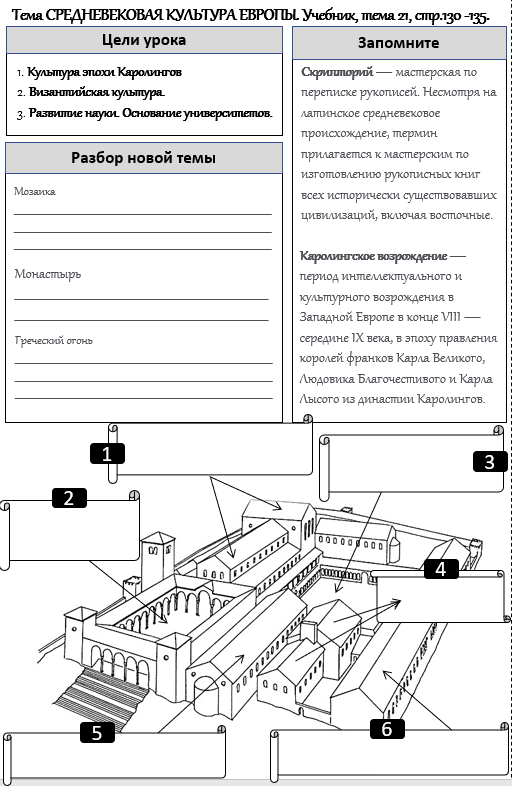 Тема СРЕДНЕВЕКОВАЯ КУЛЬТУРА ЕВРОПЫ. Учебник, тема 21, стр.130 -135.
Цели урока
1. Культура эпохи Каролингов
2. Византийская культура.
3. Развитие науки. Основание университетов.
Разбор новой темы
Мозаика
Монастырь
Греческий огонь
Запомните
Скрипторий — мастерская по
переписке рукописей. Несмотря на
латинское средневековое
происхождение, термин
прилагается к мастерским по
изготовлению рукописных книг
всех исторически существовавших
цивилизаций, включая восточные.
Каролингское возрождение —
период интеллектуального и
культурного возрождения в
Западной Европе в конце VIII —
середине IX века, в эпоху правления
королей франков Карла Великого,
Людовика Благочестивого и Карла
Лысого из династии Каролингов.
1
2
3
4
5
6